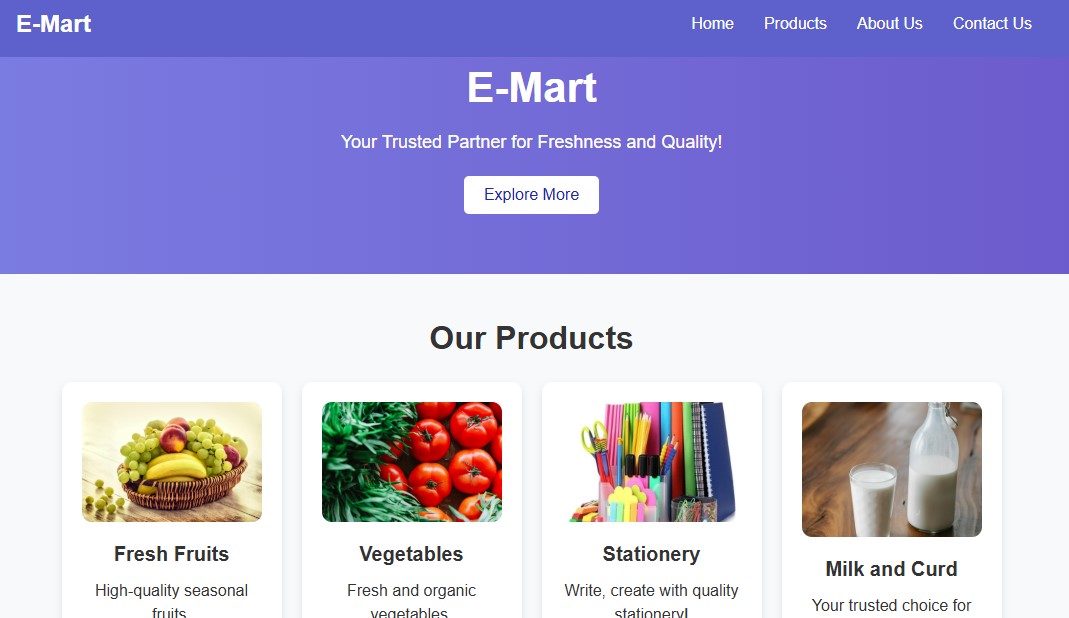 E-Mart
Home Products About Us Contact Us
E-Mart
Your Trusted Partner for Freshness and Quality!
Explore More
Our Products
Fresh Fruits
High-quality seasonal
fruits.
Vegetables
Fresh and organic
vegetables.
Stationery
Write, create with quality
stationery!
Milk and Curd
Your trusted choice for